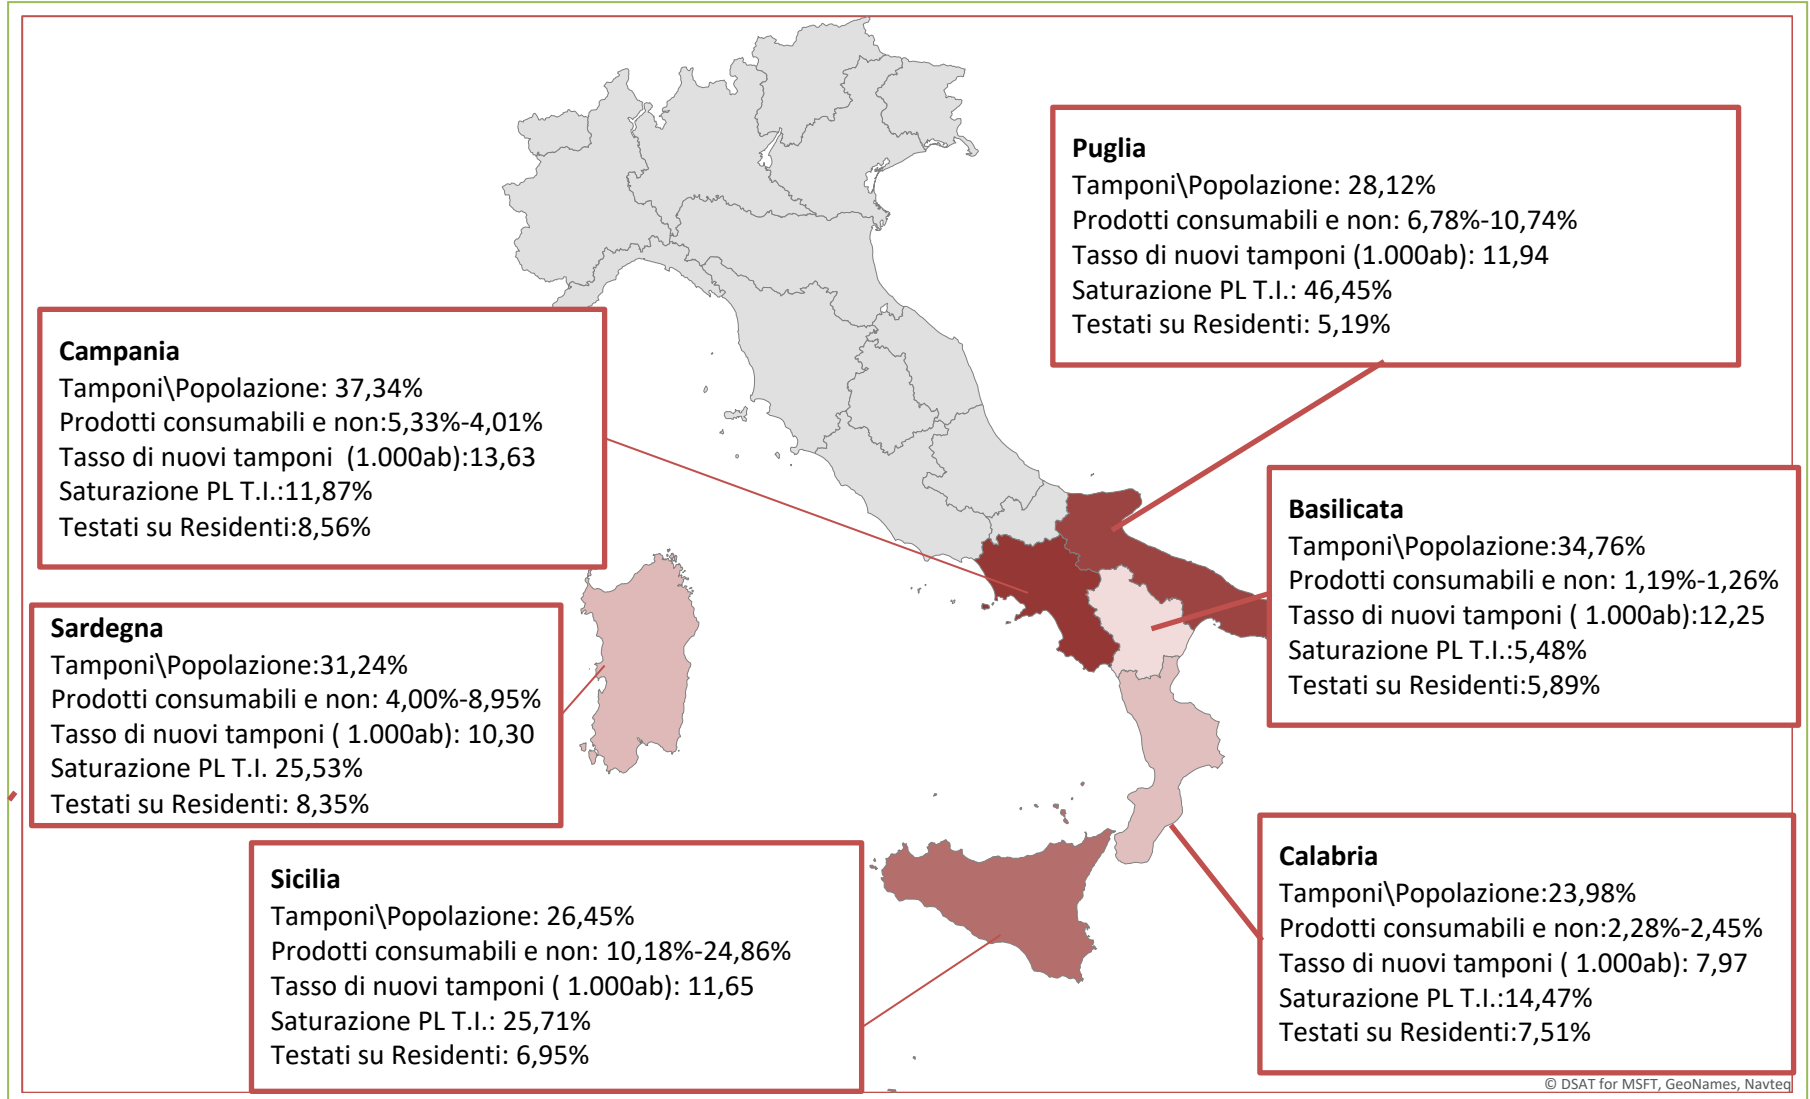 Puglia
Tamponi\Popolazione: 28,12%
Prodotti consumabili e non: 6,78%-10,74%
Tasso di nuovi tamponi (1.000ab): 11,94
Saturazione PL T.I.: 46,45%
Testati su Residenti: 5,19%
Campania
Tamponi\Popolazione: 37,34%
Prodotti consumabili e non:5,33%-4,01%
Tasso di nuovi tamponi (1.000ab):13,63
Saturazione PL T.I.:11,87%
Testati su Residenti:8,56%
Basilicata
Tamponi\Popolazione:34,76%
Prodotti consumabili e non: 1,19%-1,26%
Tasso di nuovi tamponi ( 1.000ab):12,25
Saturazione PL T.I.:5,48%
Testati su Residenti:5,89%
Sardegna
Tamponi\Popolazione:31,24%
Prodotti consumabili e non: 4,00%-8,95%
Tasso di nuovi tamponi ( 1.000ab): 10,30
Saturazione PL T.I. 25,53%
Testati su Residenti: 8,35%
Sicilia
Tamponi\Popolazione: 26,45%
Prodotti consumabili e non: 10,18%-24,86%
Tasso di nuovi tamponi ( 1.000ab): 11,65
Saturazione PL T.I.: 25,71%
Testati su Residenti: 6,95%
Calabria
Tamponi\Popolazione:23,98%
Prodotti consumabili e non:2,28%-2,45%
Tasso di nuovi tamponi ( 1.000ab): 7,97
Saturazione PL T.I.:14,47%
Testati su Residenti:7,51%
© DSAT for MSFT, GeoNames, Navteq